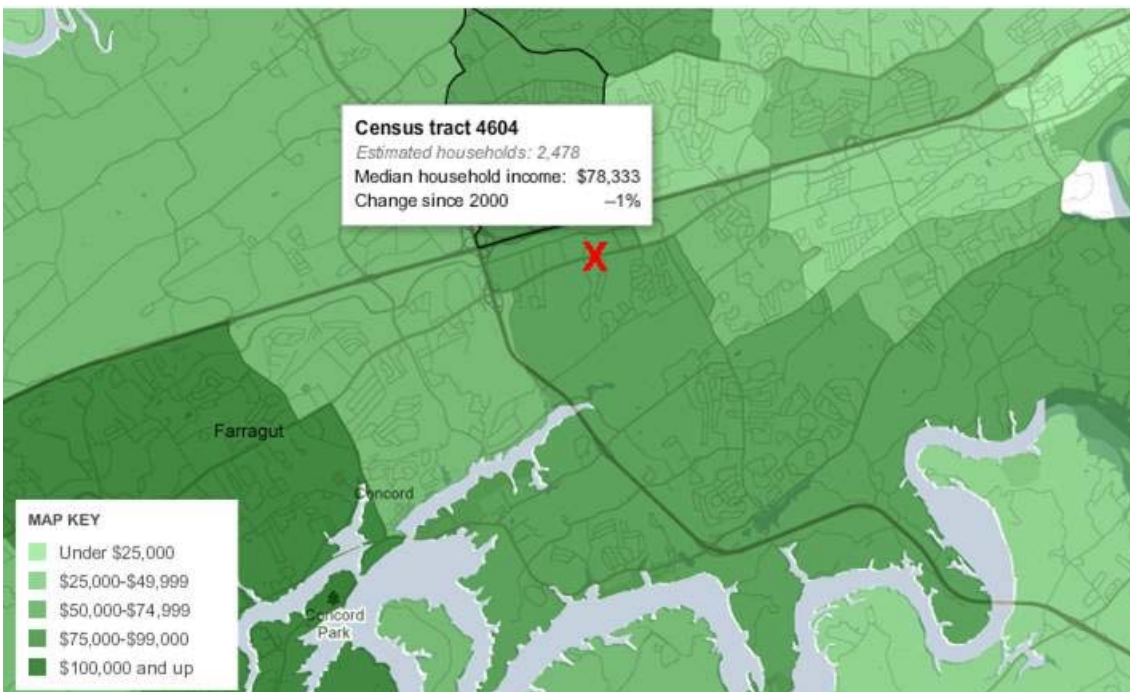 Census tract 4604
Estimated households: 2,478
Median household income: $78,333
Change since 2000 –1%
X
Farragut
Concord
Concord
Park
MAP KEY
Under $25,000
$25,000-$49,999
$50,000-$74,999
$75,000-$99,000
$100,000 and up